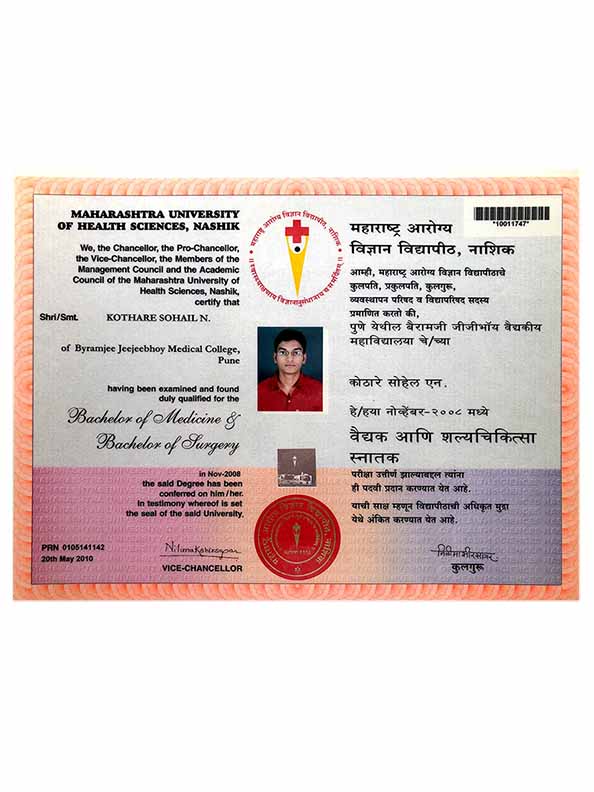 MAHARASHTRA UNIVERSITY
OF HEALTH SCIENCES, NASHIK
We, the Chancellor, the Pro-Chancellor,
the Vice-Chancellor, the Members of the
Management Council and the Academic
Council of the Maharashtra University of
Health Sciences, Nashik,
certify that
Shri/Smt. KOTHARE SOHAIL N.
of Byramjee Jeejeebhoy Medical College,
Pune
having been examined and found
duly qualified for the
Bachelor of Medicine &
Bachelor of Surgery
in Nov-2008
the said Degree has been
conferred on him/her.
In testimony whereof is set
the seal of the said University.
PRN 0105141142
20th May 2010
VICE-CHANCELLOR
महाराष्ट्र आरोग्य विज्ञान विद्यापीठ, नाशिक
*10011747*
महाराष्ट्र आरोग्य
विज्ञान विद्यापीठ, नाशिक
आम्ही, महाराष्ट्र आरोग्य विज्ञान विद्यापीठाचे
कुलपति, प्रकुलपति, कुलगुरू,
व्यवस्थापन परिषद व विद्यापरिषद सदस्य
प्रमाणित करतो की,
पुणे येथील बैरामजी जीजीभॉय वैद्यकीय
महाविद्यालया चे/च्या
कोठारे सोहेल एन.
हे/हया नोव्हेंबर-२००८ मध्ये
वैद्यक आणि शल्यचिकित्सा
स्नातक
परीक्षा उत्तीर्ण झाल्याबद्दल त्यांना
ही पदवी प्रदान करण्यात येत आहे.
याची साक्ष म्हणून विद्यापीठाची अधिकृत मुद्रा
येथे अंकित करण्यात येत आहे.
कुलगुरू